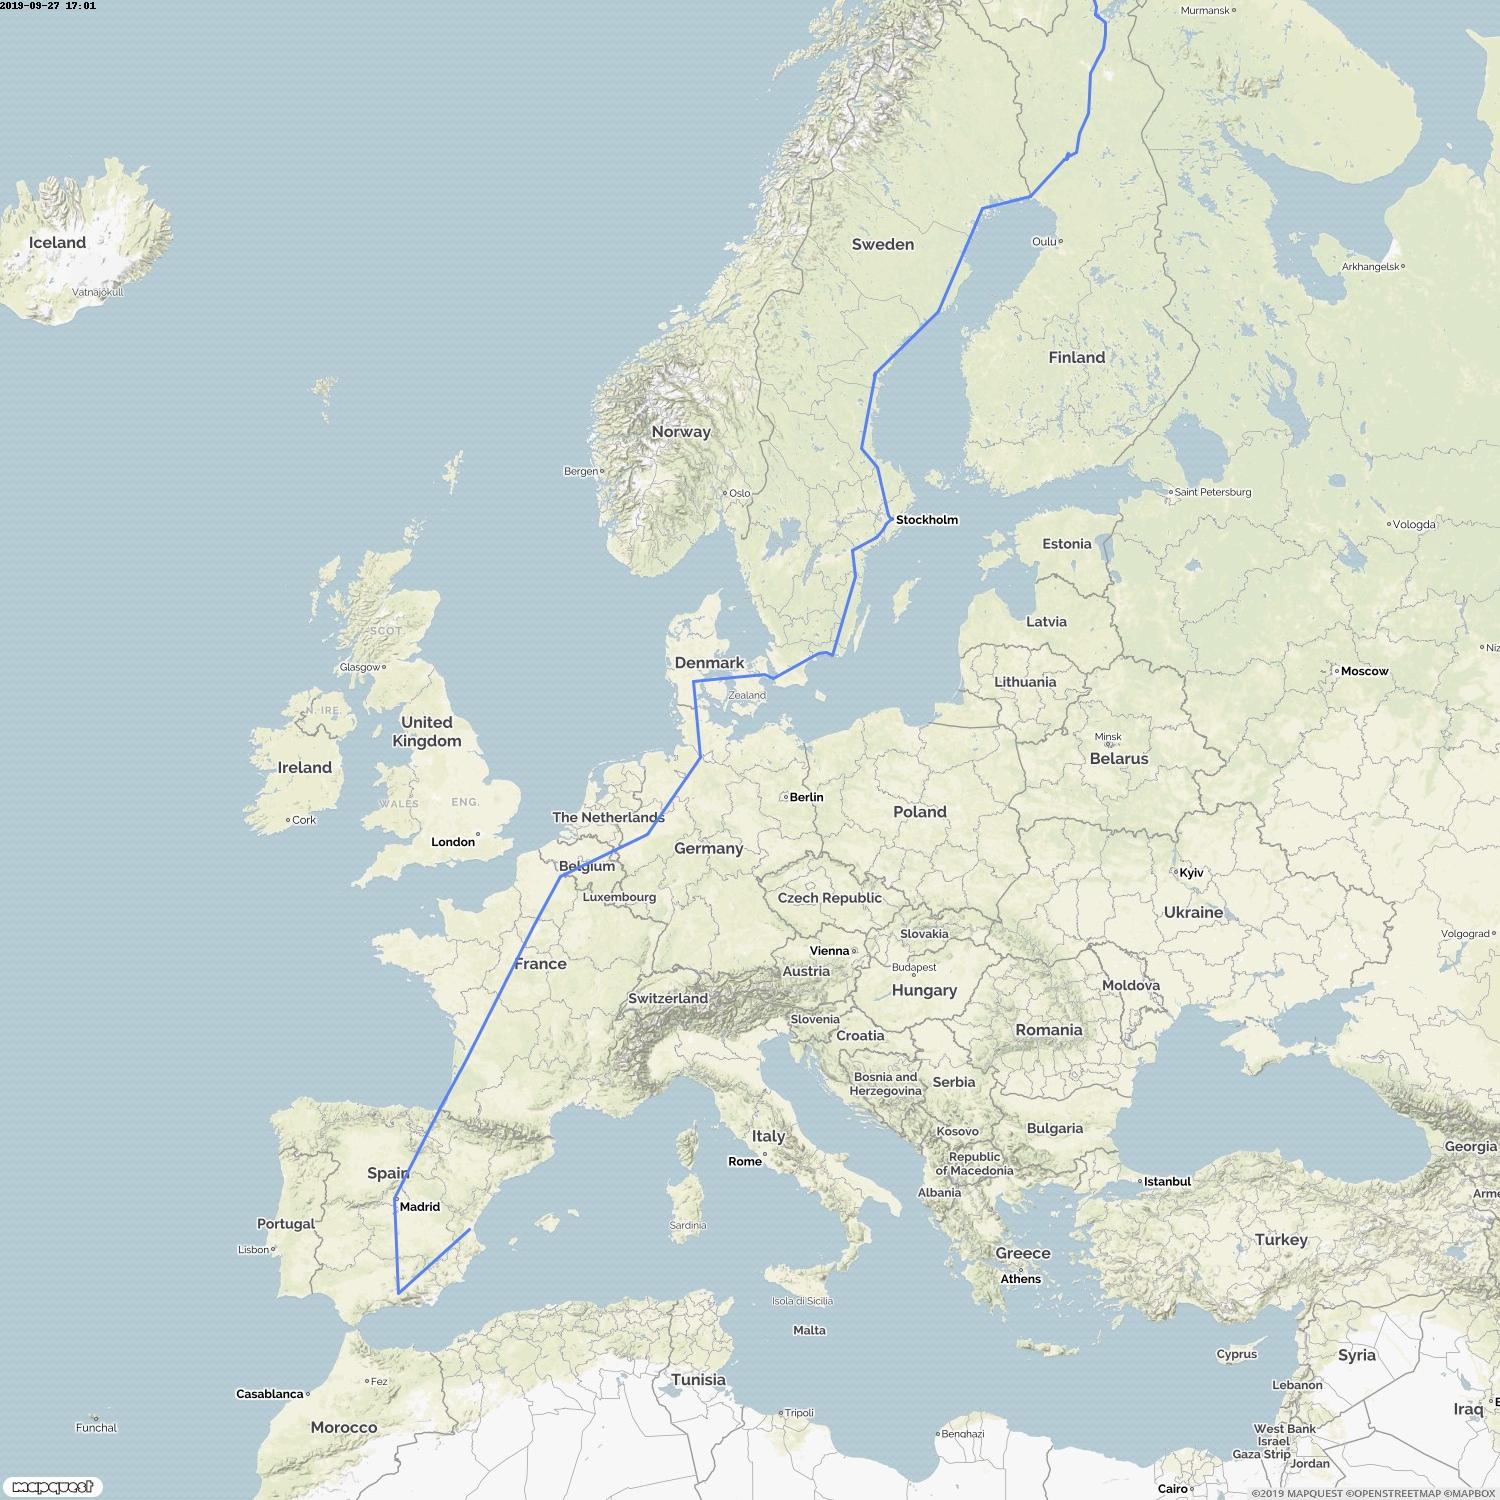 2019-09-27 17:01
Murmansk
Iceland
Vatnajökull
Sweden
Oulu
Arkhangelsk
Finland
Norway
Bergen
Oslo
Saint Petersburg
Stockholm
Vologda
Estonia
Latvia
SCOT.
Glasgow
Denmark
Zealand
Lithuania
Moscow
Niz
N. IRE.
United
Kingdom
Minsk
Belarus
Ireland
WALES
ENG.
Berlin
Cork
The Netherlands
Poland
London
Germany
Belgium
Kyiv
Luxembourg
Czech Republic
Ukraine
Slovakia
Volgograd
Vienna
France
Austria
Budapest
Hungary
Moldova
Switzerland
Slovenia
Croatia
Romania
Bosnia and
Herzegovina
Serbia
Italy
Kosovo
Bulgaria
Georgia
Rome
Republic
of Macedonia
Spain
Madrid
Albania
Istanbul
Arme
Portugal
Lisbon
Sardinia
Greece
Athens
Turkey
Isola di Sicilia
Malta
Cyprus
Syria
Tunisia
Fez
Casablanca
Lebanon
Iraq
Funchal
Morocco
Tripoli
Benghazi
West Bank
Israel
Gaza Strip
Jordan
Cairo
mapquest
©2019 MAPQUEST ©OPENSTREETMAP ©MAPBOX